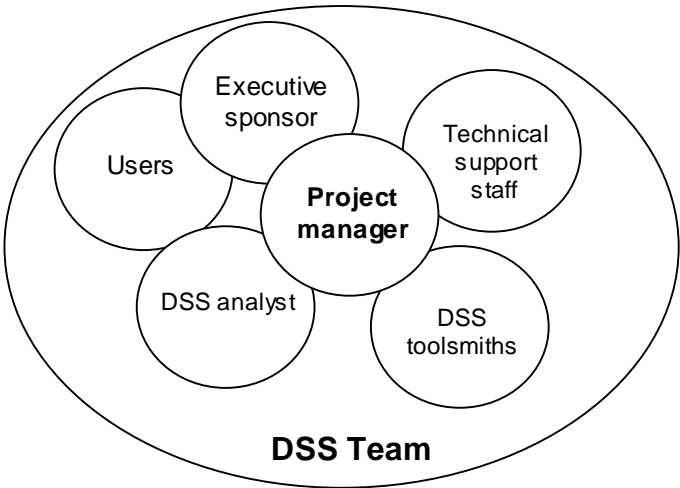 Executive
sponsor
Users
Technical
support
staff
Project
manager
DSS analyst
DSS
toolsmiths
DSS Team